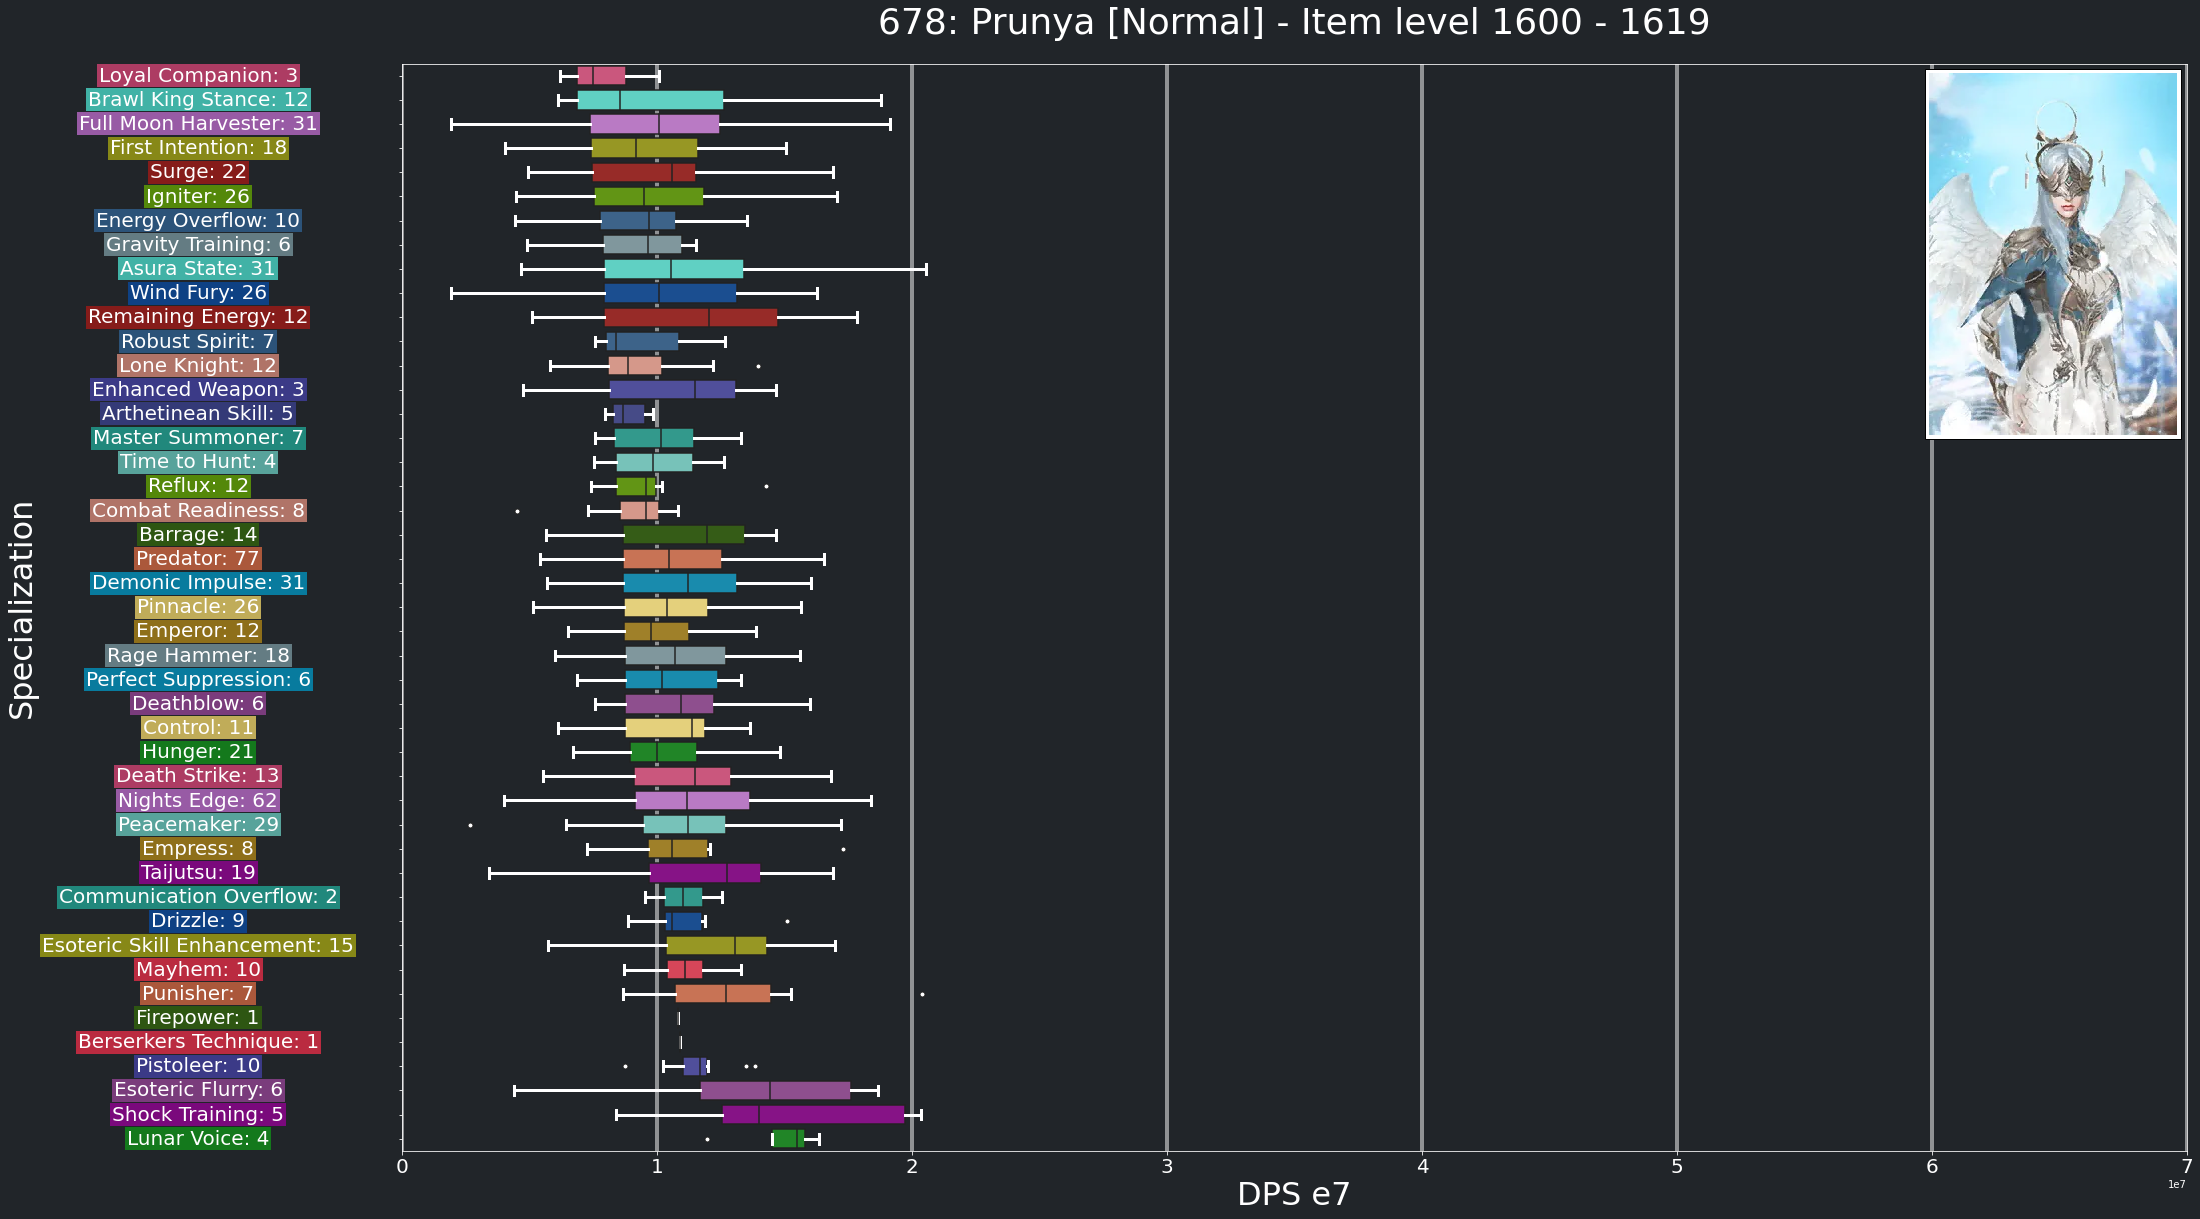 678: Prunya [Normal] - Item level 1600 - 1619
Specialization
Loyal Companion: 3
Brawl King Stance: 12
Full Moon Harvester: 31
First Intention: 18
Surge: 22
Igniter: 26
Energy Overflow: 10
Gravity Training: 6
Asura State: 31
Wind Fury: 26
Remaining Energy: 12
Robust Spirit: 7
Lone Knight: 12
Enhanced Weapon: 3
Arthetinean Skill: 5
Master Summoner: 7
Time to Hunt: 4
Reflux: 12
Combat Readiness: 8
Barrage: 14
Predator: 77
Demonic Impulse: 31
Pinnacle: 26
Emperor: 12
Rage Hammer: 18
Perfect Suppression: 6
Deathblow: 6
Control: 11
Hunger: 21
Death Strike: 13
Nights Edge: 62
Peacemaker: 29
Empress: 8
Taijutsu: 19
Communication Overflow: 2
Drizzle: 9
Esoteric Skill Enhancement: 15
Mayhem: 10
Punisher: 7
Firepower: 1
Berserkers Technique: 1
Pistoleer: 10
Esoteric Flurry: 6
Shock Training: 5
Lunar Voice: 4
0 1 2 3 4 5 6 7
1e7
DPS e7